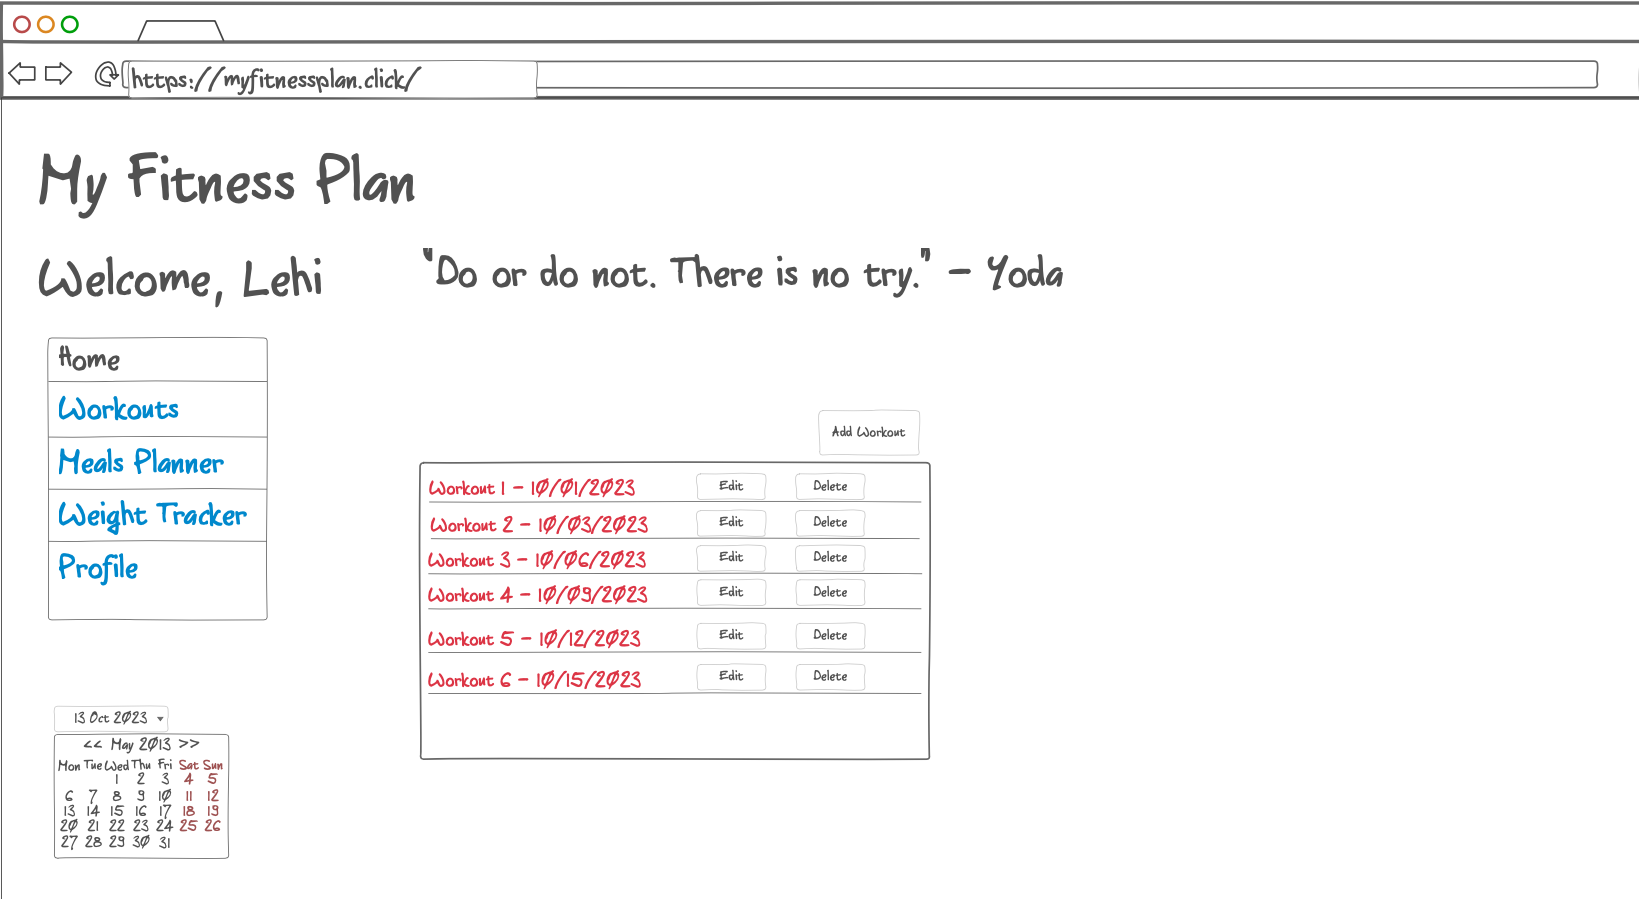 https://myfitnessplan.click/
My Fitness Plan
Welcome, Lehi
"Do or do not. There is no try." - Yoda
Home
Workouts
Meals Planner
Weight Tracker
Profile
Add Workout
Workout 1 - 10/01/2023 Edit Delete
Workout 2 - 10/03/2023 Edit Delete
Workout 3 - 10/06/2023 Edit Delete
Workout 4 - 10/09/2023 Edit Delete
Workout 5 - 10/12/2023 Edit Delete
Workout 6 - 10/15/2023 Edit Delete
13 Oct 2023
<< May 2013 >>
Mon Tue Wed Thu Fri Sat Sun
1 2 3 4 5
6 7 8 9 10 11 12
13 14 15 16 17 18 19
20 21 22 23 24 25 26
27 28 29 30 31